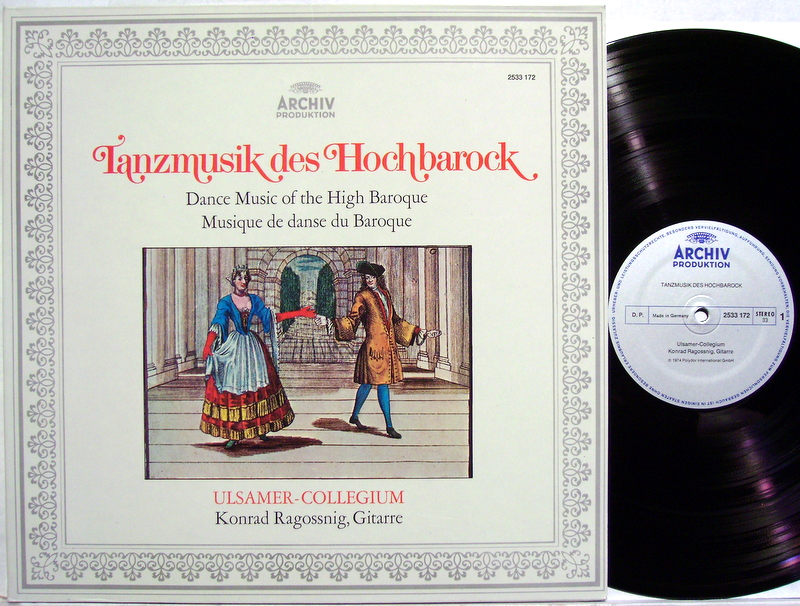 2533 172
ARCHIV
PRODUKTION
Tanzmusik des Hochbarock
Dance Music of the High Baroque
Musique de danse du Baroque
ULSAMER-COLLEGIUM
Konrad Ragossnig, Gitarre
ARCHIV
PRODUKTION
TANZMUSIK DES HOCHBAROCK
D. P. Made in Germany 2533 172 STEREO 33 1
Ulsamer-Collegium
Konrad Ragossnig, Gitarre
℗ 1974 Polydor International GmbH